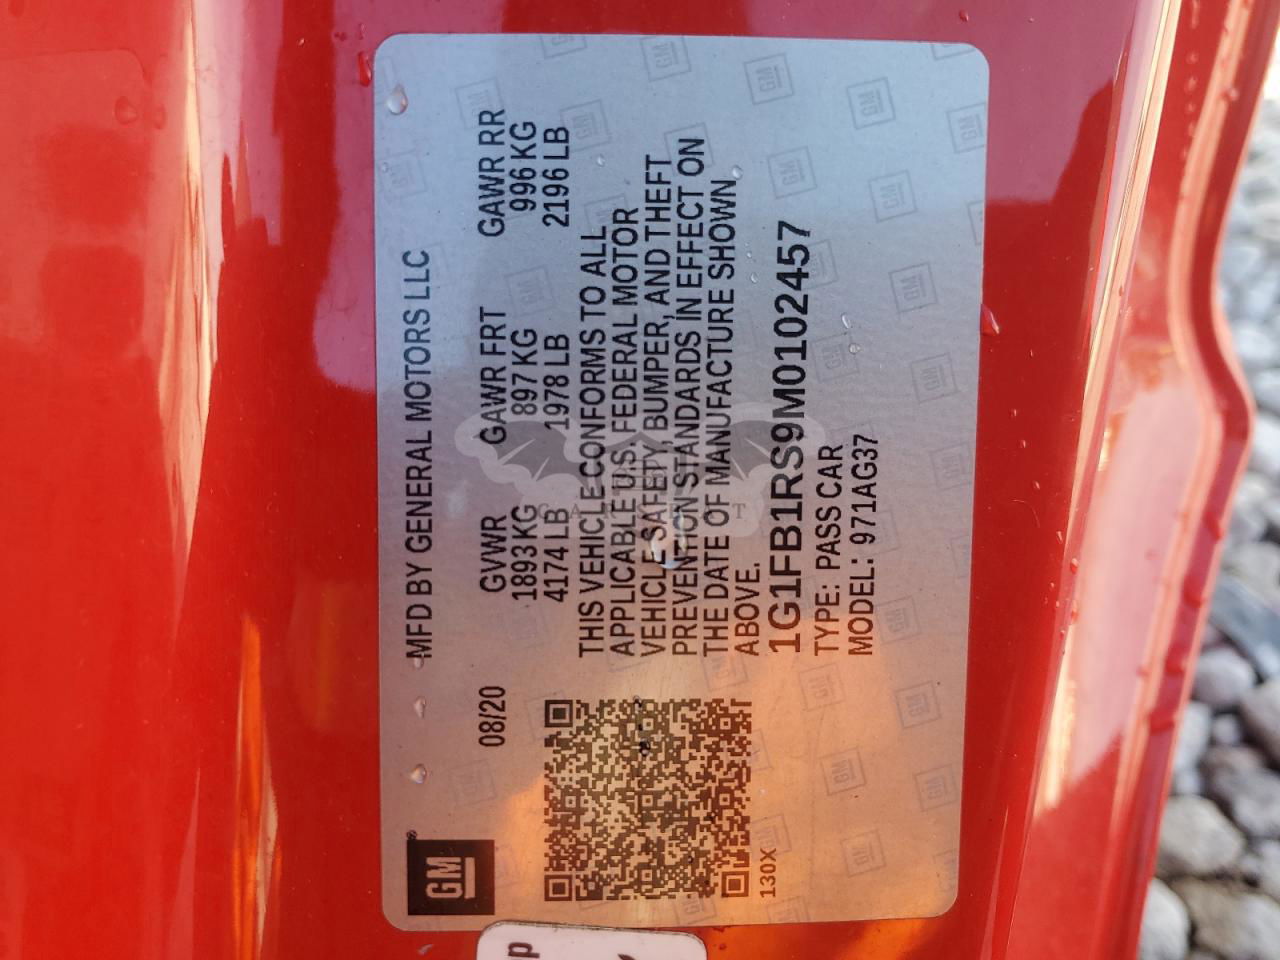 MFD BY GENERAL MOTORS LLC
08/20 GVWR GAWR FRT GAWR RR
1893 KG 897 KG 996 KG
4174 LB 1978 LB 2196 LB
THIS VEHICLE CONFORMS TO ALL
APPLICABLE U.S. FEDERAL MOTOR
VEHICLE SAFETY, BUMPER, AND THEFT
PREVENTION STANDARDS IN EFFECT ON
THE DATE OF MANUFACTURE SHOWN
ABOVE.
1G1FB1RS9M0102457
TYPE: PASS CAR
MODEL: 971AG37
GM
130X